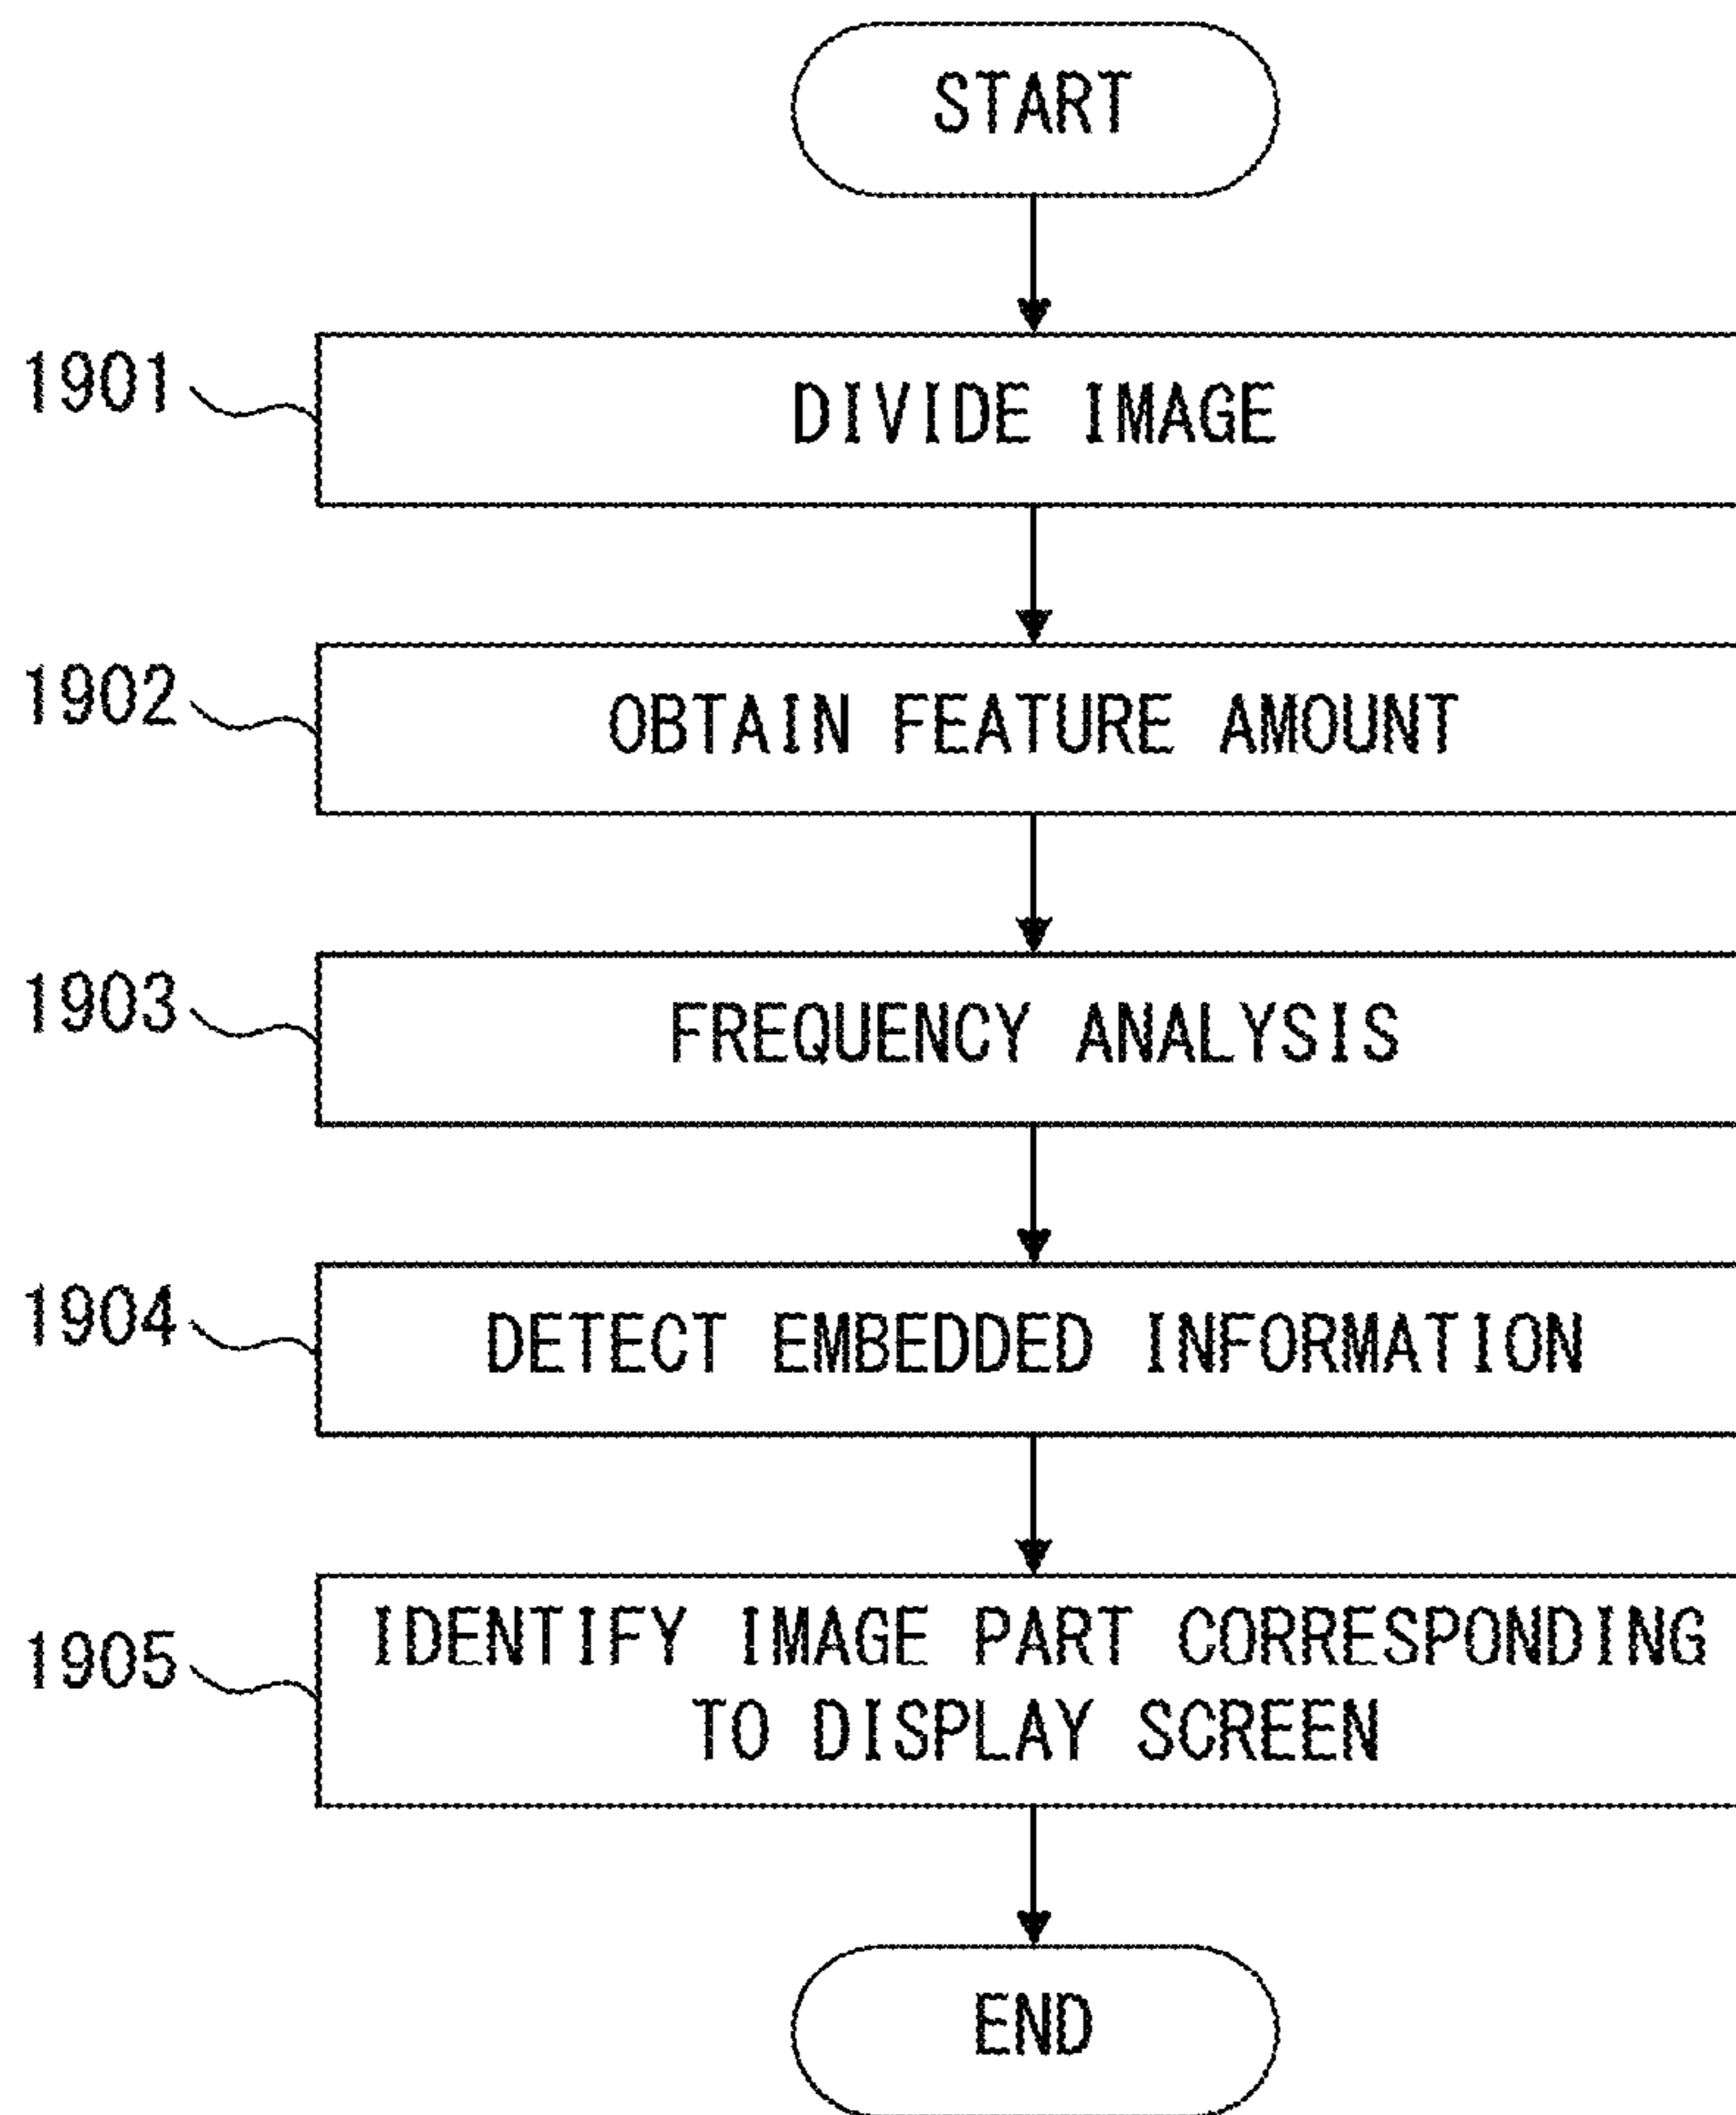 START
1901
DIVIDE IMAGE
1902
OBTAIN FEATURE AMOUNT
1903
FREQUENCY ANALYSIS
1904
DETECT EMBEDDED INFORMATION
1905
IDENTIFY IMAGE PART CORRESPONDING
TO DISPLAY SCREEN
END